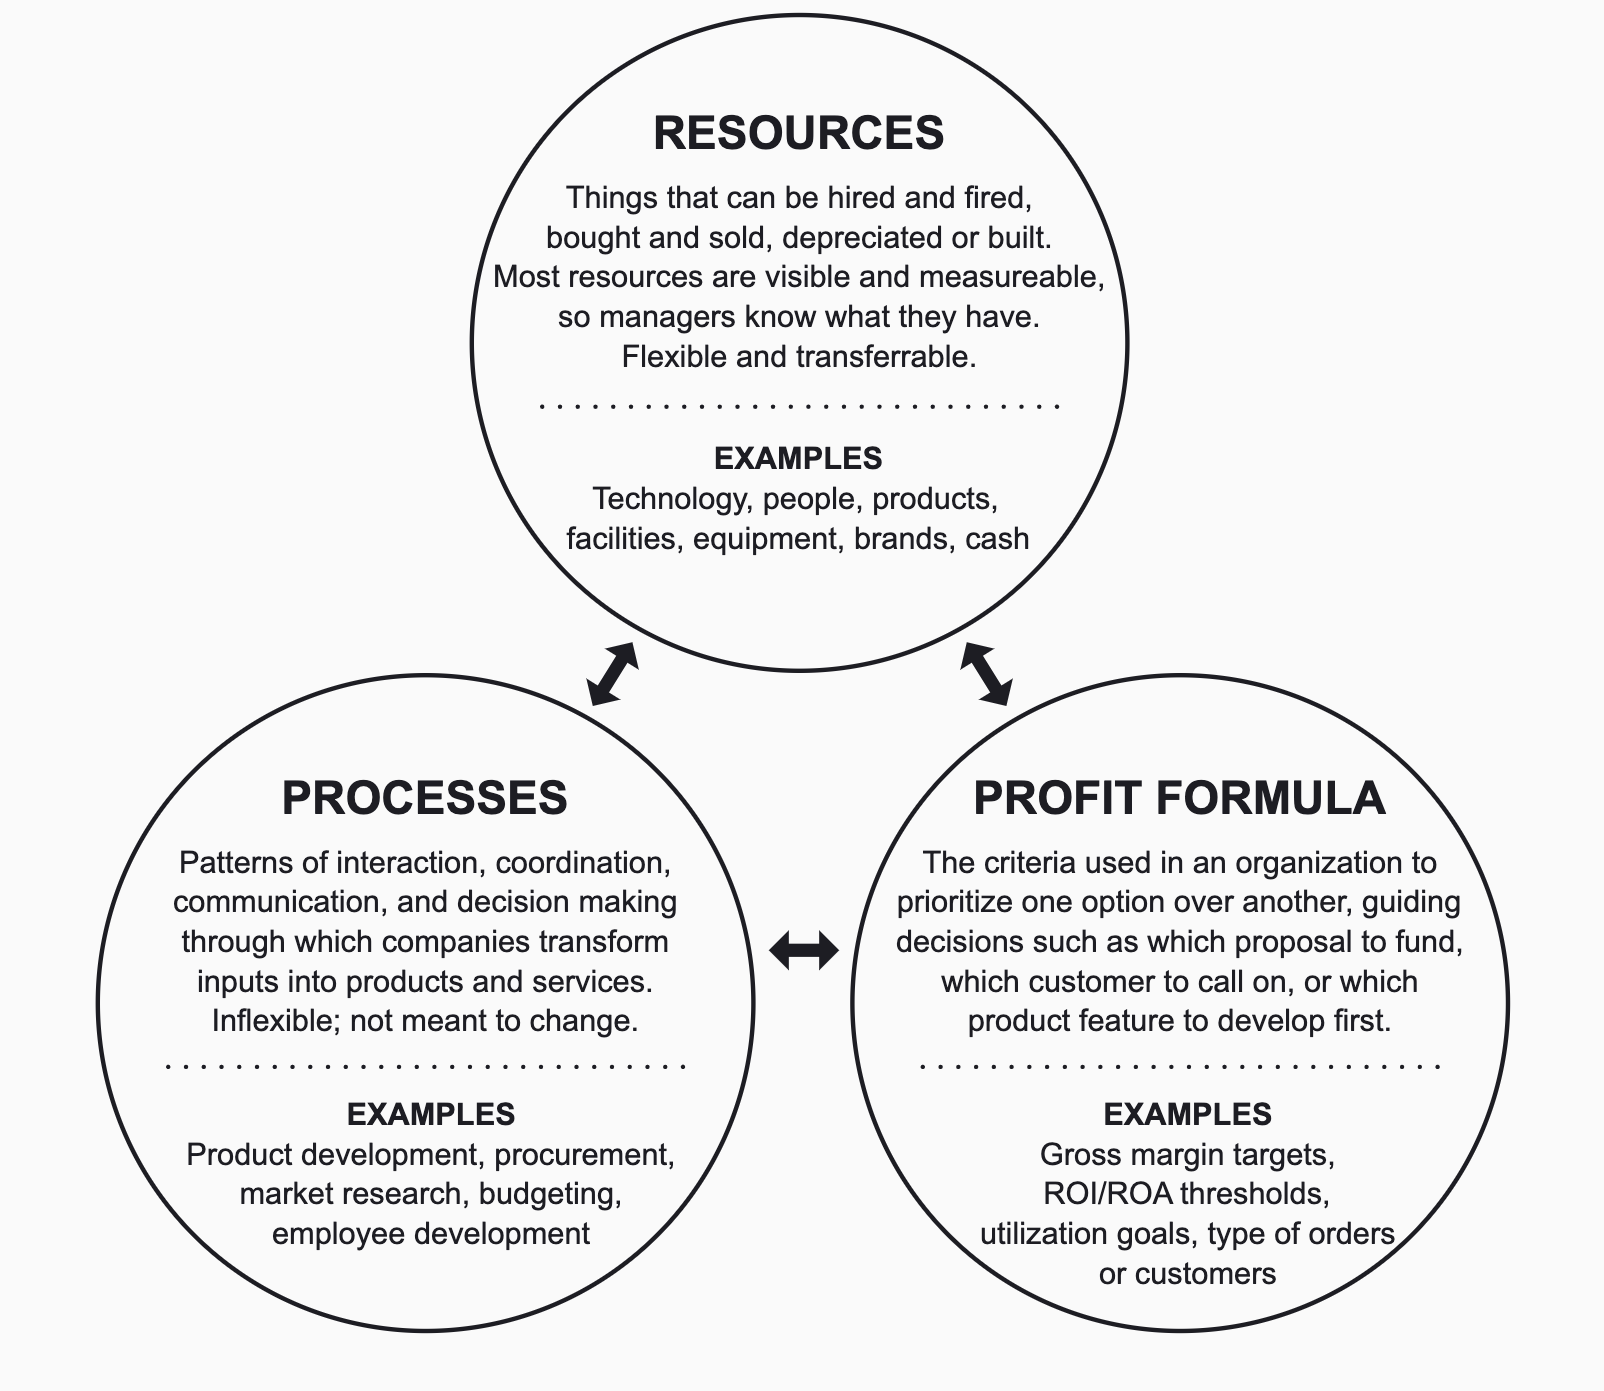 RESOURCES
Things that can be hired and fired,
bought and sold, depreciated or built.
Most resources are visible and measureable,
so managers know what they have.
Flexible and transferrable.
EXAMPLES
Technology, people, products,
facilities, equipment, brands, cash
PROCESSES
Patterns of interaction, coordination,
communication, and decision making
through which companies transform
inputs into products and services.
Inflexible; not meant to change.
EXAMPLES
Product development, procurement,
market research, budgeting,
employee development
PROFIT FORMULA
The criteria used in an organization to
prioritize one option over another, guiding
decisions such as which proposal to fund,
which customer to call on, or which
product feature to develop first.
EXAMPLES
Gross margin targets,
ROI/ROA thresholds,
utilization goals, type of orders
or customers